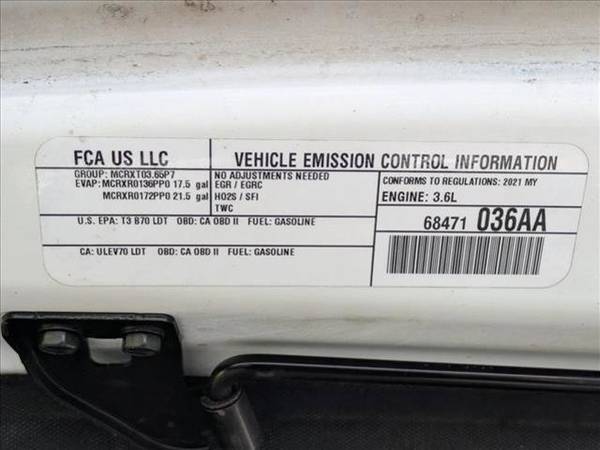 FCA US LLC
VEHICLE EMISSION CONTROL INFORMATION
GROUP: MCRXT03.65P7
EVAP: MCRXR0136PP0 17.5 gal
MCRXR0172PP0 21.5 gal
NO ADJUSTMENTS NEEDED
EGR / EGRC
HO2S / SFI
TWC
CONFORMS TO REGULATIONS: 2021 MY
ENGINE: 3.6L
U.S. EPA: T3 B70 LDT OBD: CA OBD II FUEL: GASOLINE
68471 036AA
CA: ULEV70 LDT OBD: CA OBD II FUEL: GASOLINE